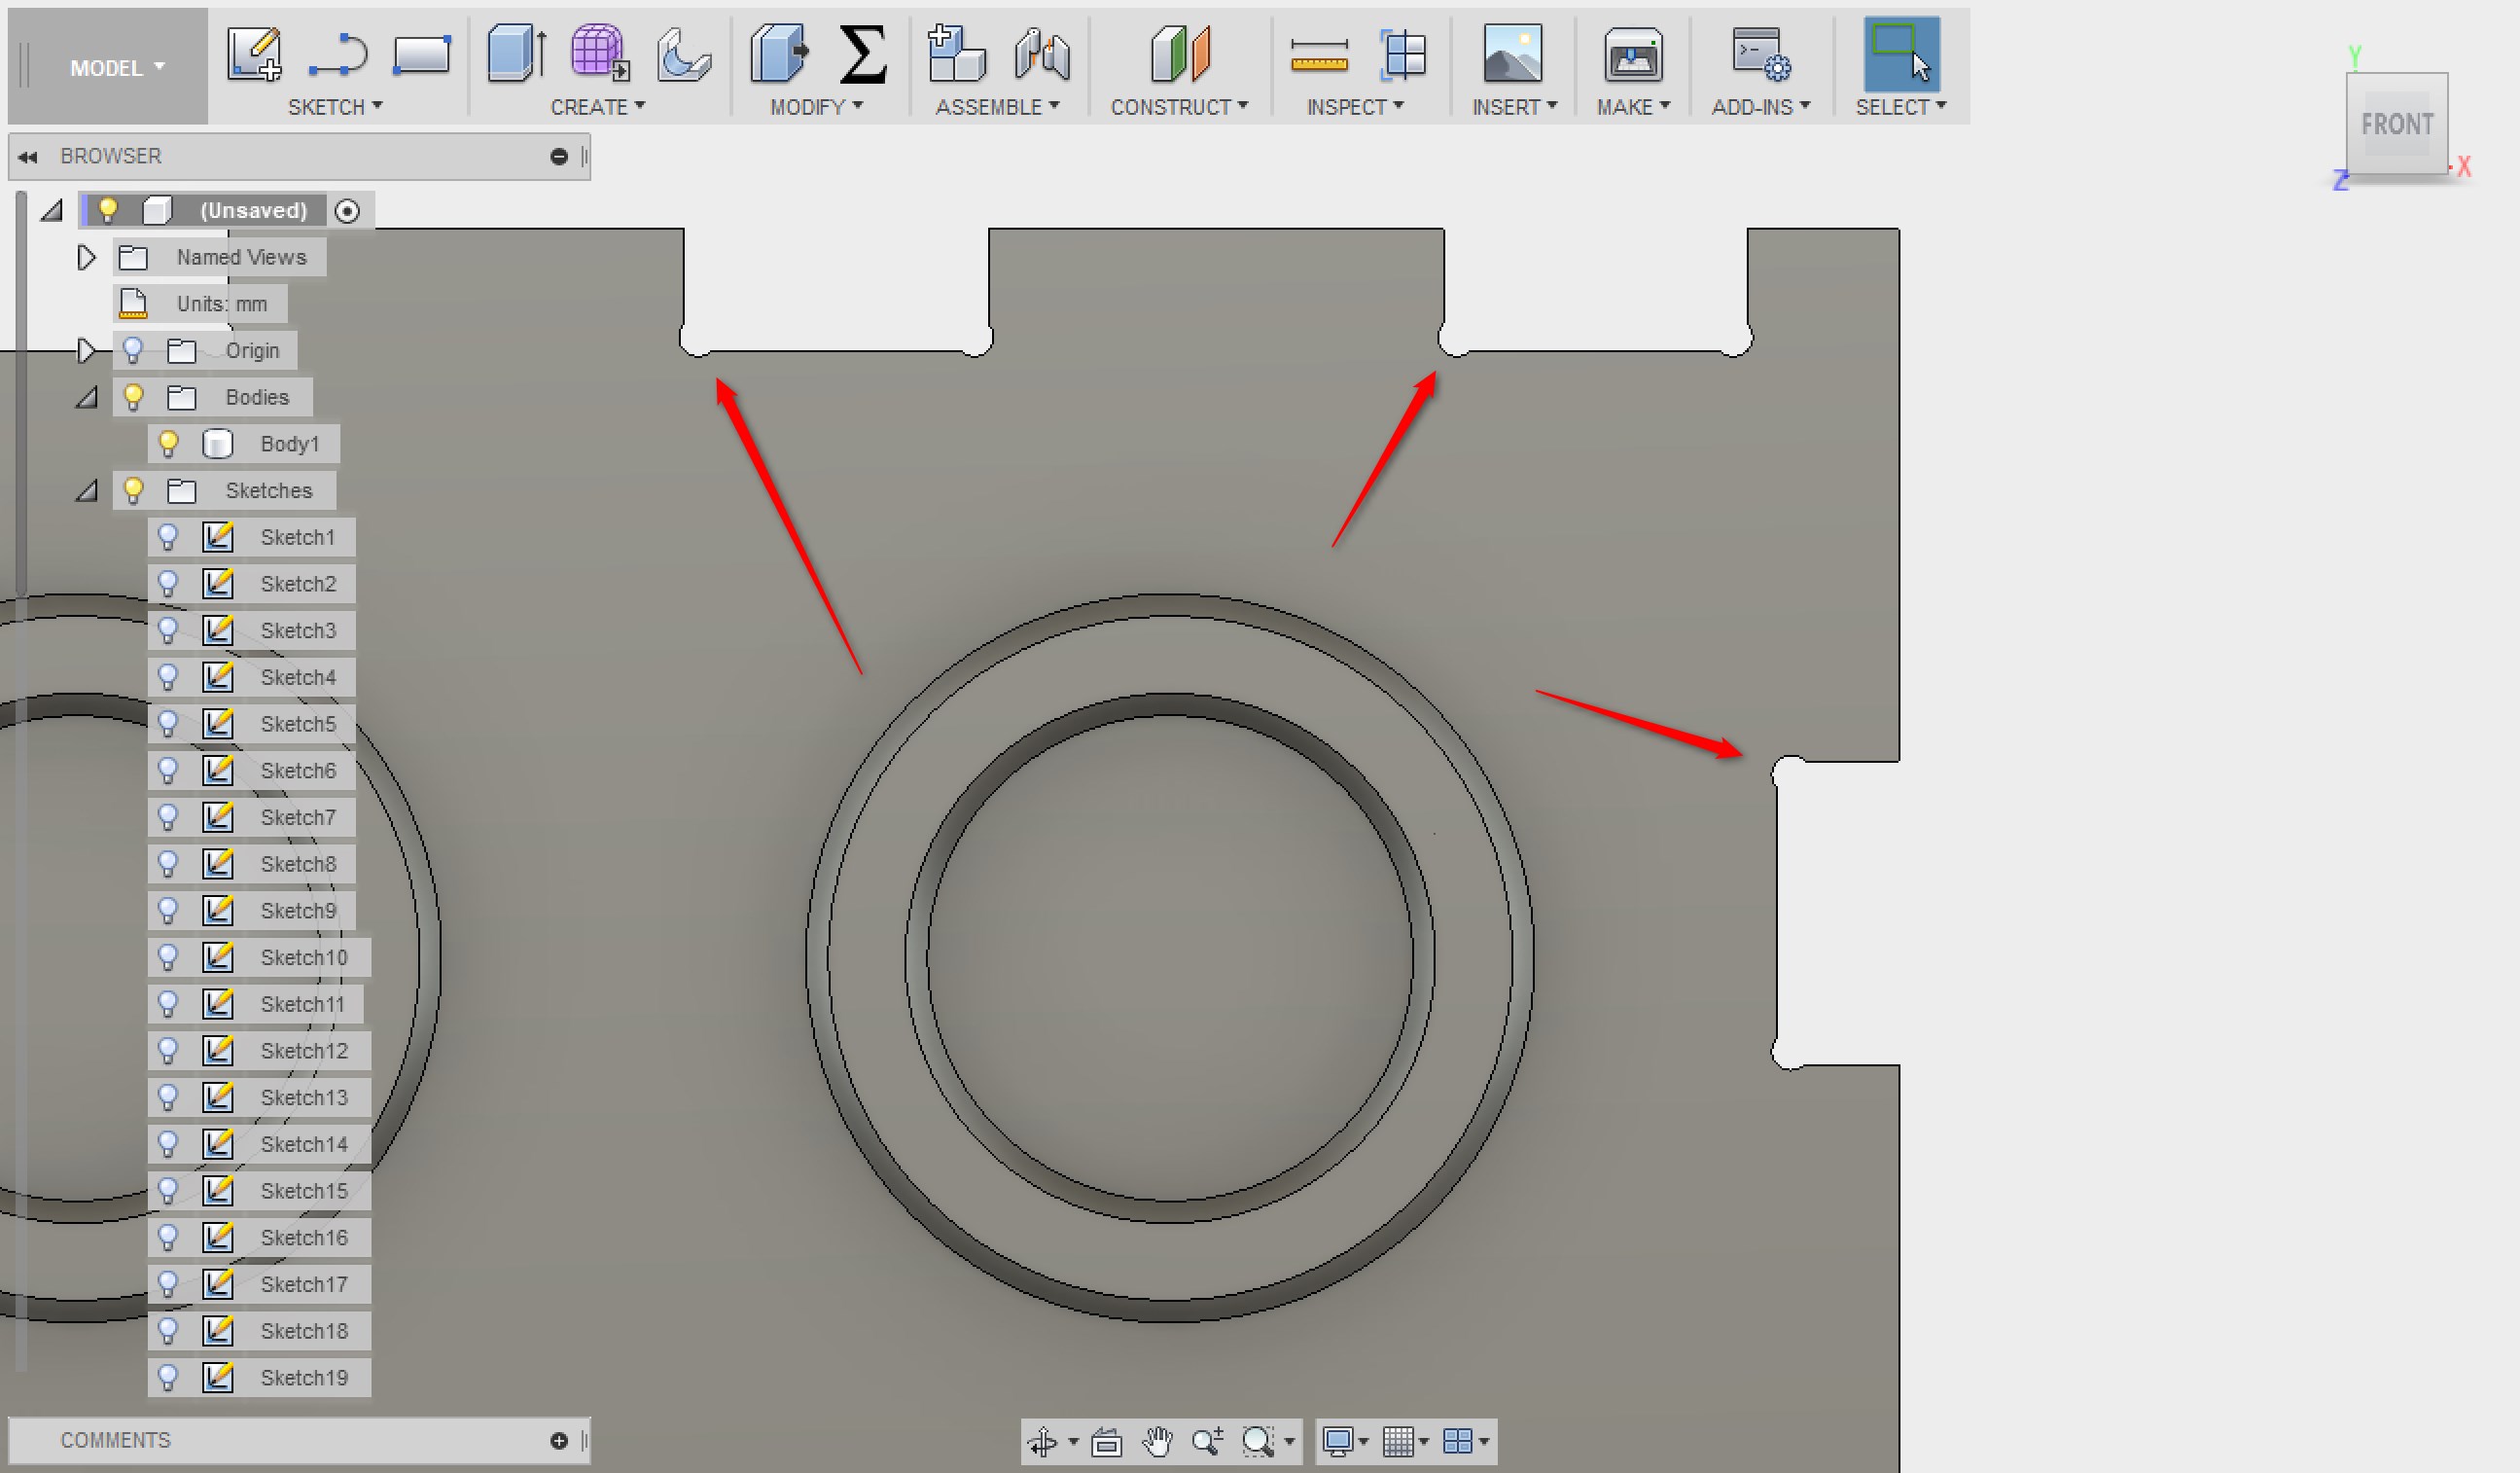 MODEL
SKETCH
CREATE
MODIFY
ASSEMBLE
CONSTRUCT
INSPECT
INSERT
MAKE
ADD-INS
SELECT
Y
FRONT
X
Z
BROWSER
(Unsaved)
Named Views
Units: mm
Origin
Bodies
Body1
Sketches
Sketch1
Sketch2
Sketch3
Sketch4
Sketch5
Sketch6
Sketch7
Sketch8
Sketch9
Sketch10
Sketch11
Sketch12
Sketch13
Sketch14
Sketch15
Sketch16
Sketch17
Sketch18
Sketch19
COMMENTS